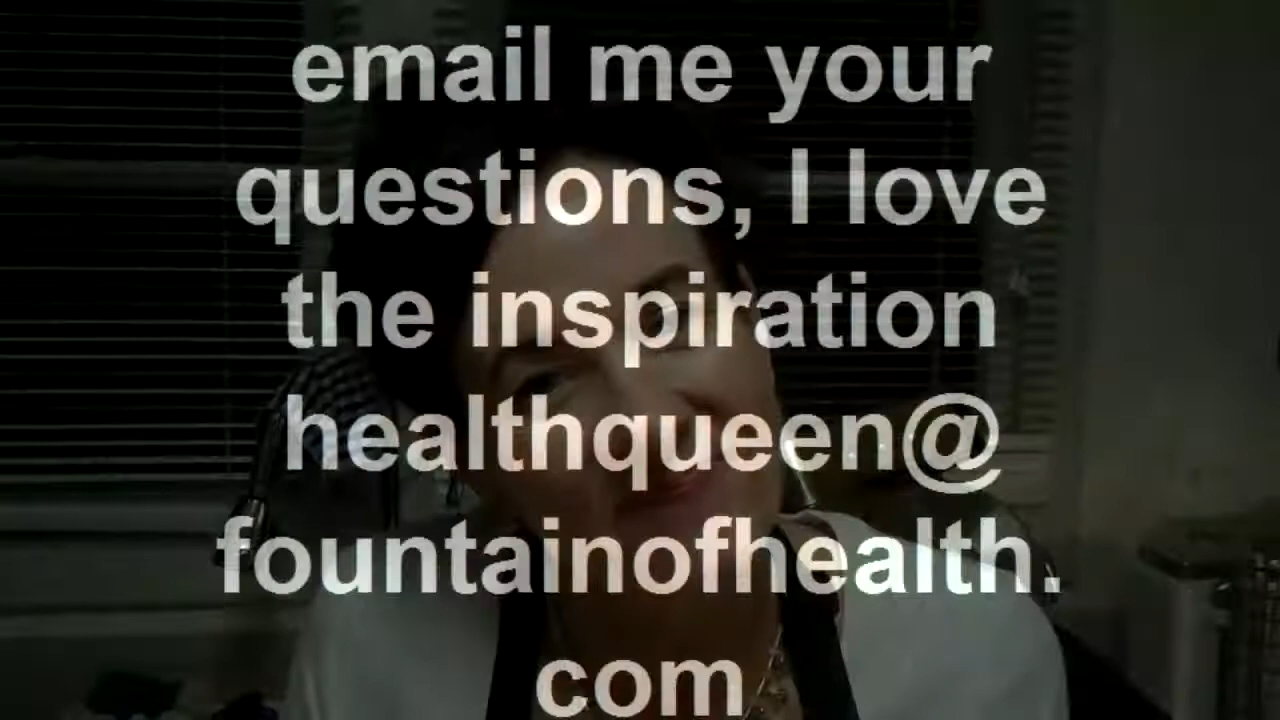 email me your
questions, I love
the inspiration
healthqueen@
fountainofhealth.
com